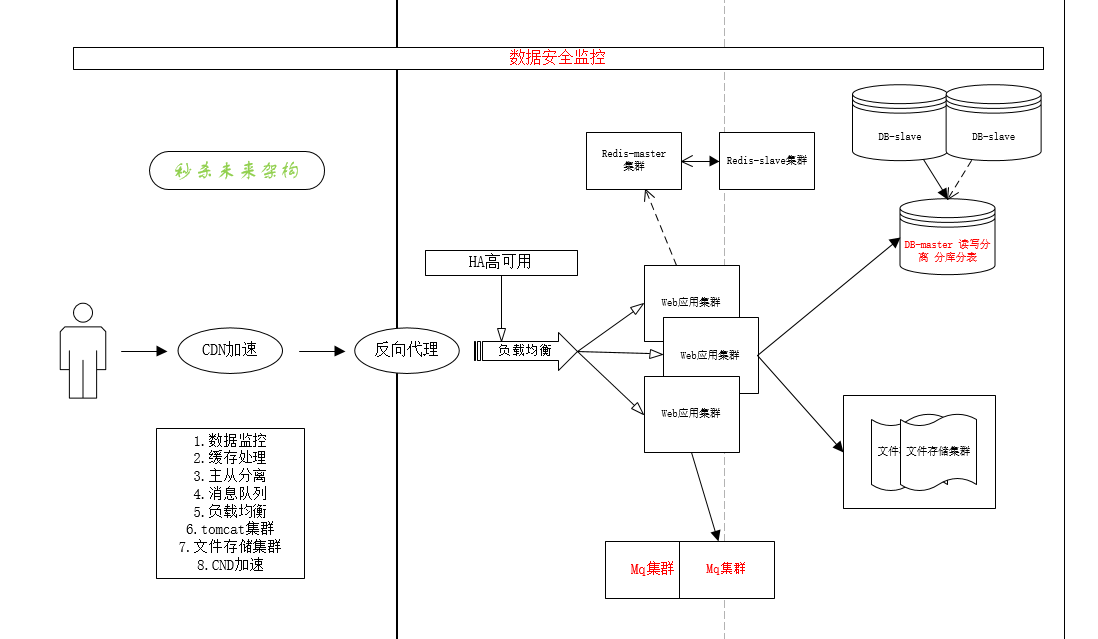 数据安全监控
DB-slave
DB-slave
Redis-master
集群
Redis-slave集群
秒杀未来架构
DB-master 读写分
离 分库分表
HA高可用
Web应用集群
CDN加速
反向代理
负载均衡
Web应用集群
Web应用集群
文件
文件存储集群
1.数据监控
2.缓存处理
3.主从分离
4.消息队列
5.负载均衡
6.tomcat集群
7.文件存储集群
8.CND加速
Mq集群
Mq集群